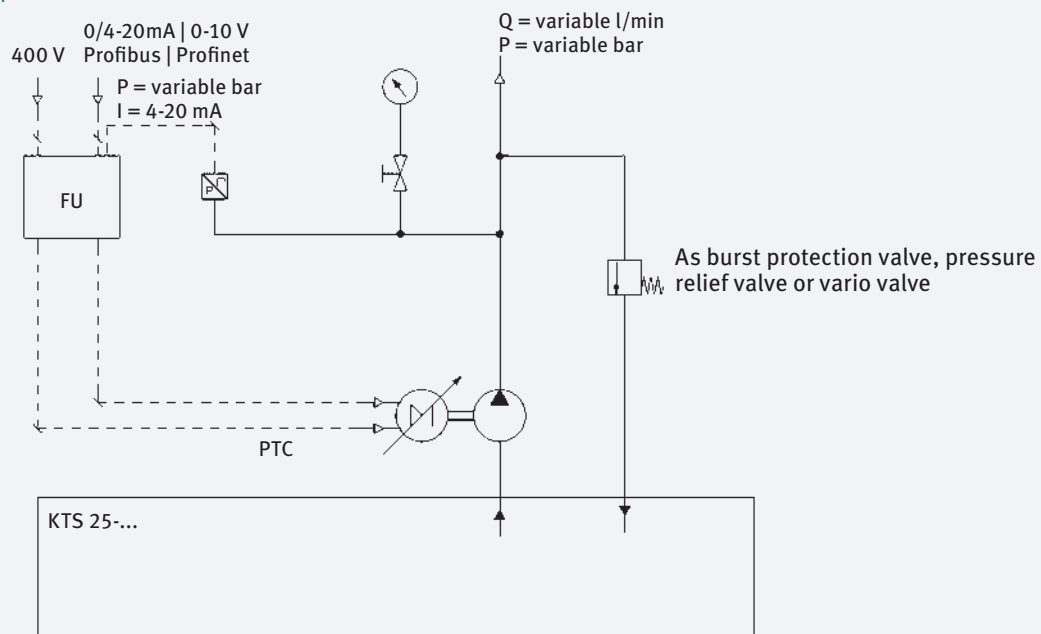 Q = variable l/min
P = variable bar
0/4-20mA | 0-10 V
400 V Profibus | Profinet
P = variable bar
I = 4-20 mA
P
FU
As burst protection valve, pressure
relief valve or vario valve
M
PTC
KTS 25-...